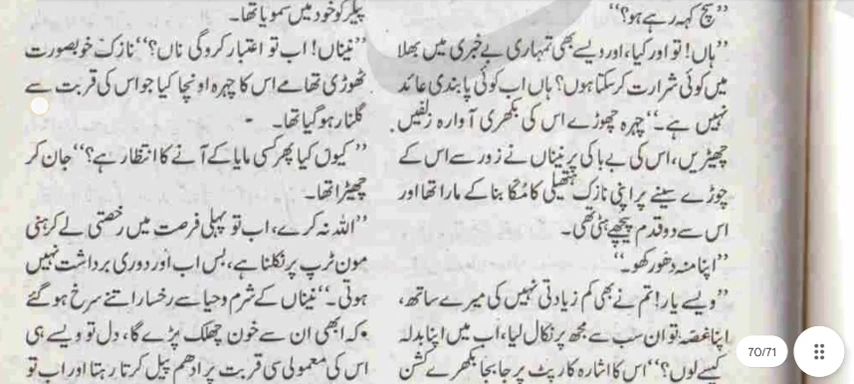 ”سچ کہہ رہے ہو؟“
”ہاں! تو اور کیا، اور ویسے بھی تمہاری بے خبری میں بھلا
میں کوئی شرارت کرسکتا ہوں؟ ہاں اب کوئی پابندی عائد
نہیں ہے۔“ چہرہ چھوڑے اس کی بکھری آوارہ زلفیں
چھیڑیں، اس کی بے باکی پر نیناں نے زور سے اس کے
چوڑے سینے پر اپنی نازک ہتھیلی کا مُکا بنا کے مارا تھا اور
اس سے دو قدم پیچھے ہٹی تھی۔
”اپنا منہ دھو رکھو۔“
”ویسے یار! تم نے بھی کم زیادتی نہیں کی میرے ساتھ،
اپنا غصہ تو ان سب سے مجھ پر نکال لیا، اب میں اپنا بدلہ
کیسے لوں؟“ اس کا اشارہ کارپٹ پر جا بجا بکھرے کشن
پیکر کو خود میں سمویا تھا۔
”نیناں! اب تو اعتبار کرو گی ناں؟“ نازک خوبصورت
ٹھوڑی تھامے اس کا چہرہ اونچا کیا جو اس کی قربت سے
گلنار ہوگیا تھا۔
”کیوں کیا پھر کسی مایا کے آنے کا انتظار ہے؟“ جان کر
چھیڑا تھا۔
”اللہ نہ کرے، اب تو پہلی فرصت میں رخصتی لے کر ہنی
مون ٹرپ پر نکلنا ہے، بس اب اور دوری برداشت نہیں
ہوتی۔“ نیناں کے شرم و حیا سے رخسار اتنے سرخ ہوگئے
کہ ابھی ان سے خون چھلک پڑے گا، دل تو ویسے ہی
اس کی معمولی سی قربت پر ادھم پیل کرتا رہتا اور اب تو
70/71